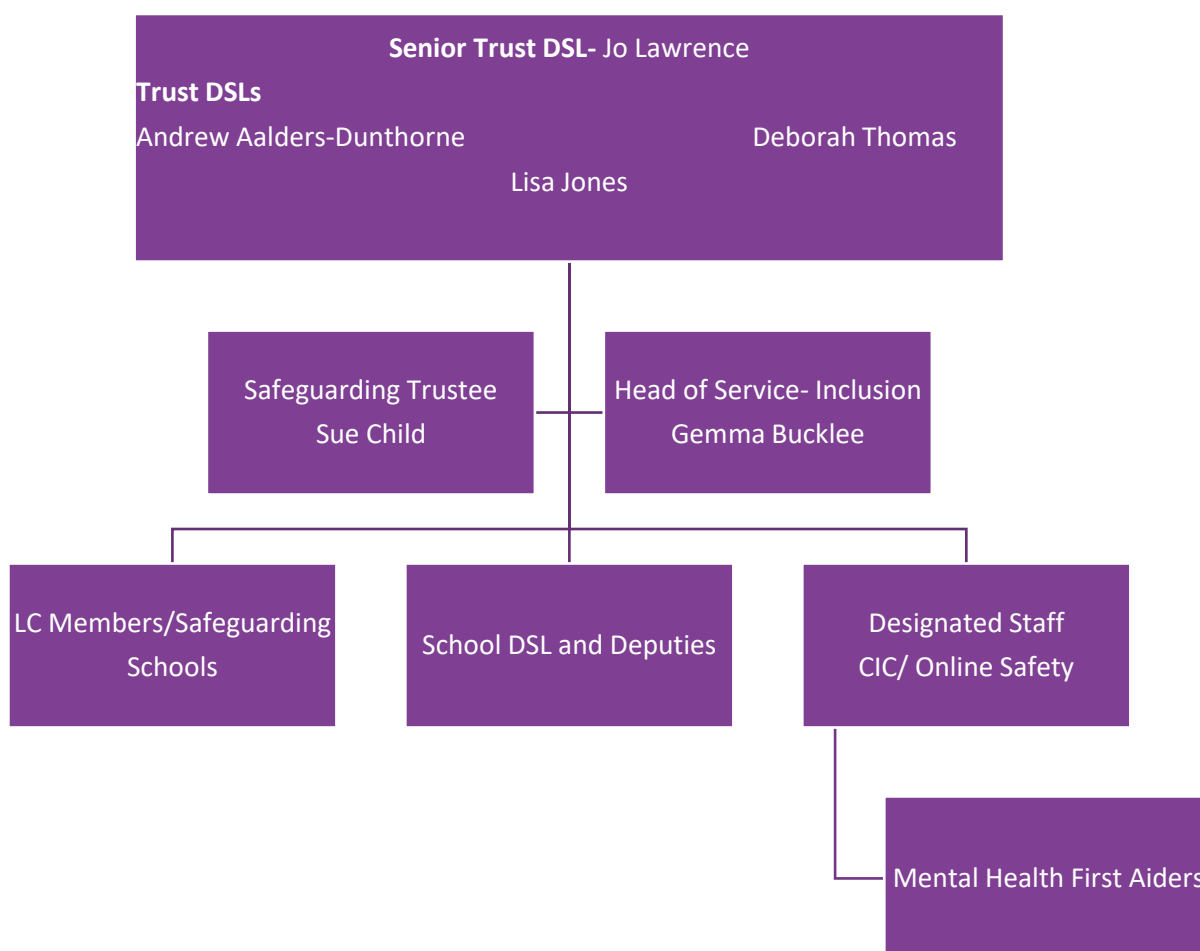 Senior Trust DSL- Jo Lawrence
Trust DSLs
Andrew Aalders-Dunthorne Deborah Thomas
Lisa Jones
Safeguarding Trustee
Sue Child
Head of Service- Inclusion
Gemma Bucklee
LC Members/Safeguarding
Schools
School DSL and Deputies
Designated Staff
CIC/ Online Safety
Mental Health First Aiders